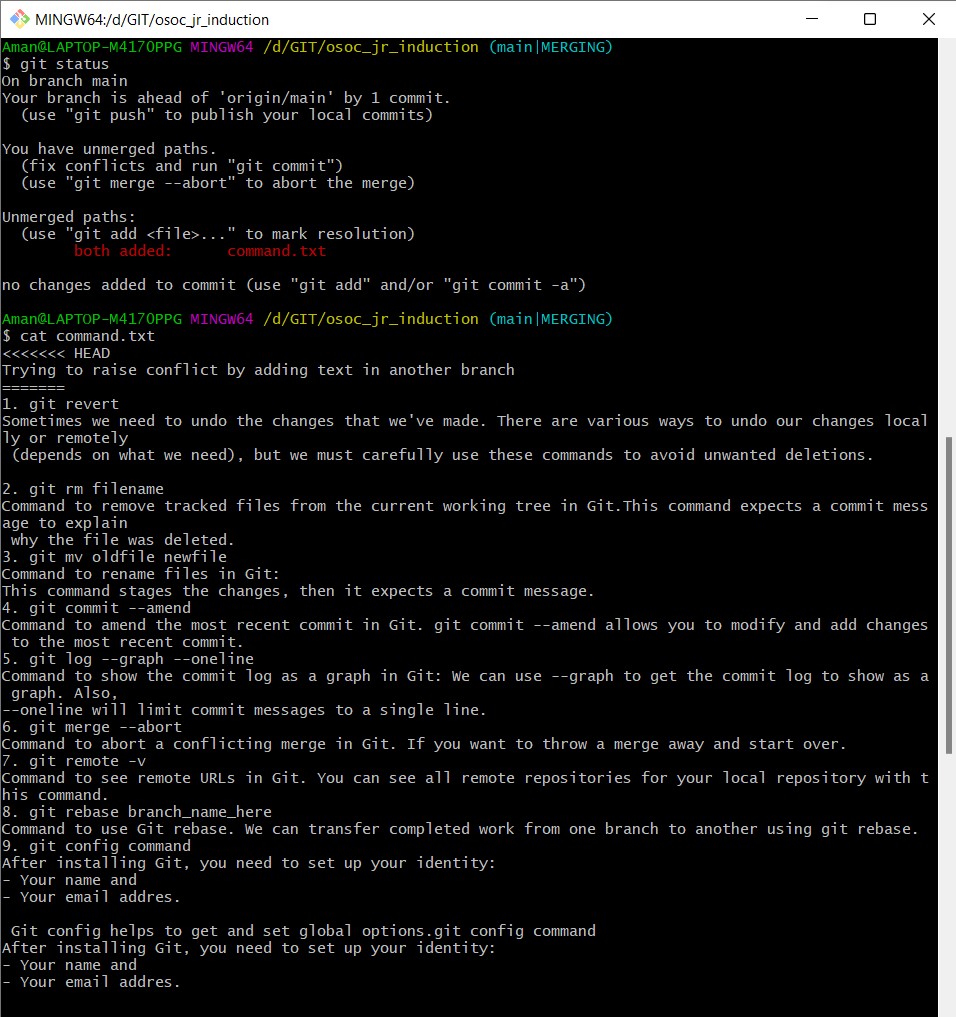 MINGW64:/d/GIT/osoc_jr_induction
Aman@LAPTOP-M417OPPG MINGW64 /d/GIT/osoc_jr_induction (main|MERGING)
$ git status
On branch main
Your branch is ahead of 'origin/main' by 1 commit.
  (use "git push" to publish your local commits)

You have unmerged paths.
  (fix conflicts and run "git commit")
  (use "git merge --abort" to abort the merge)

Unmerged paths:
  (use "git add <file>..." to mark resolution)
        both added:      command.txt

no changes added to commit (use "git add" and/or "git commit -a")

Aman@LAPTOP-M417OPPG MINGW64 /d/GIT/osoc_jr_induction (main|MERGING)
$ cat command.txt
<<<<<<< HEAD
Trying to raise conflict by adding text in another branch
=======
1. git revert
Sometimes we need to undo the changes that we've made. There are various ways to undo our changes local
ly or remotely
 (depends on what we need), but we must carefully use these commands to avoid unwanted deletions.

2. git rm filename
Command to remove tracked files from the current working tree in Git.This command expects a commit mess
age to explain
 why the file was deleted.
3. git mv oldfile newfile
Command to rename files in Git:
This command stages the changes, then it expects a commit message.
4. git commit --amend
Command to amend the most recent commit in Git. git commit --amend allows you to modify and add changes
 to the most recent commit.
5. git log --graph --oneline
Command to show the commit log as a graph in Git: We can use --graph to get the commit log to show as a
 graph. Also,
--oneline will limit commit messages to a single line.
6. git merge --abort
Command to abort a conflicting merge in Git. If you want to throw a merge away and start over.
7. git remote -v
Command to see remote URLs in Git. You can see all remote repositories for your local repository with t
his command.
8. git rebase branch_name_here
Command to use Git rebase. We can transfer completed work from one branch to another using git rebase.
9. git config command
After installing Git, you need to set up your identity:
- Your name and
- Your email addres.

 Git config helps to get and set global options.git config command
After installing Git, you need to set up your identity:
- Your name and
- Your email addres.